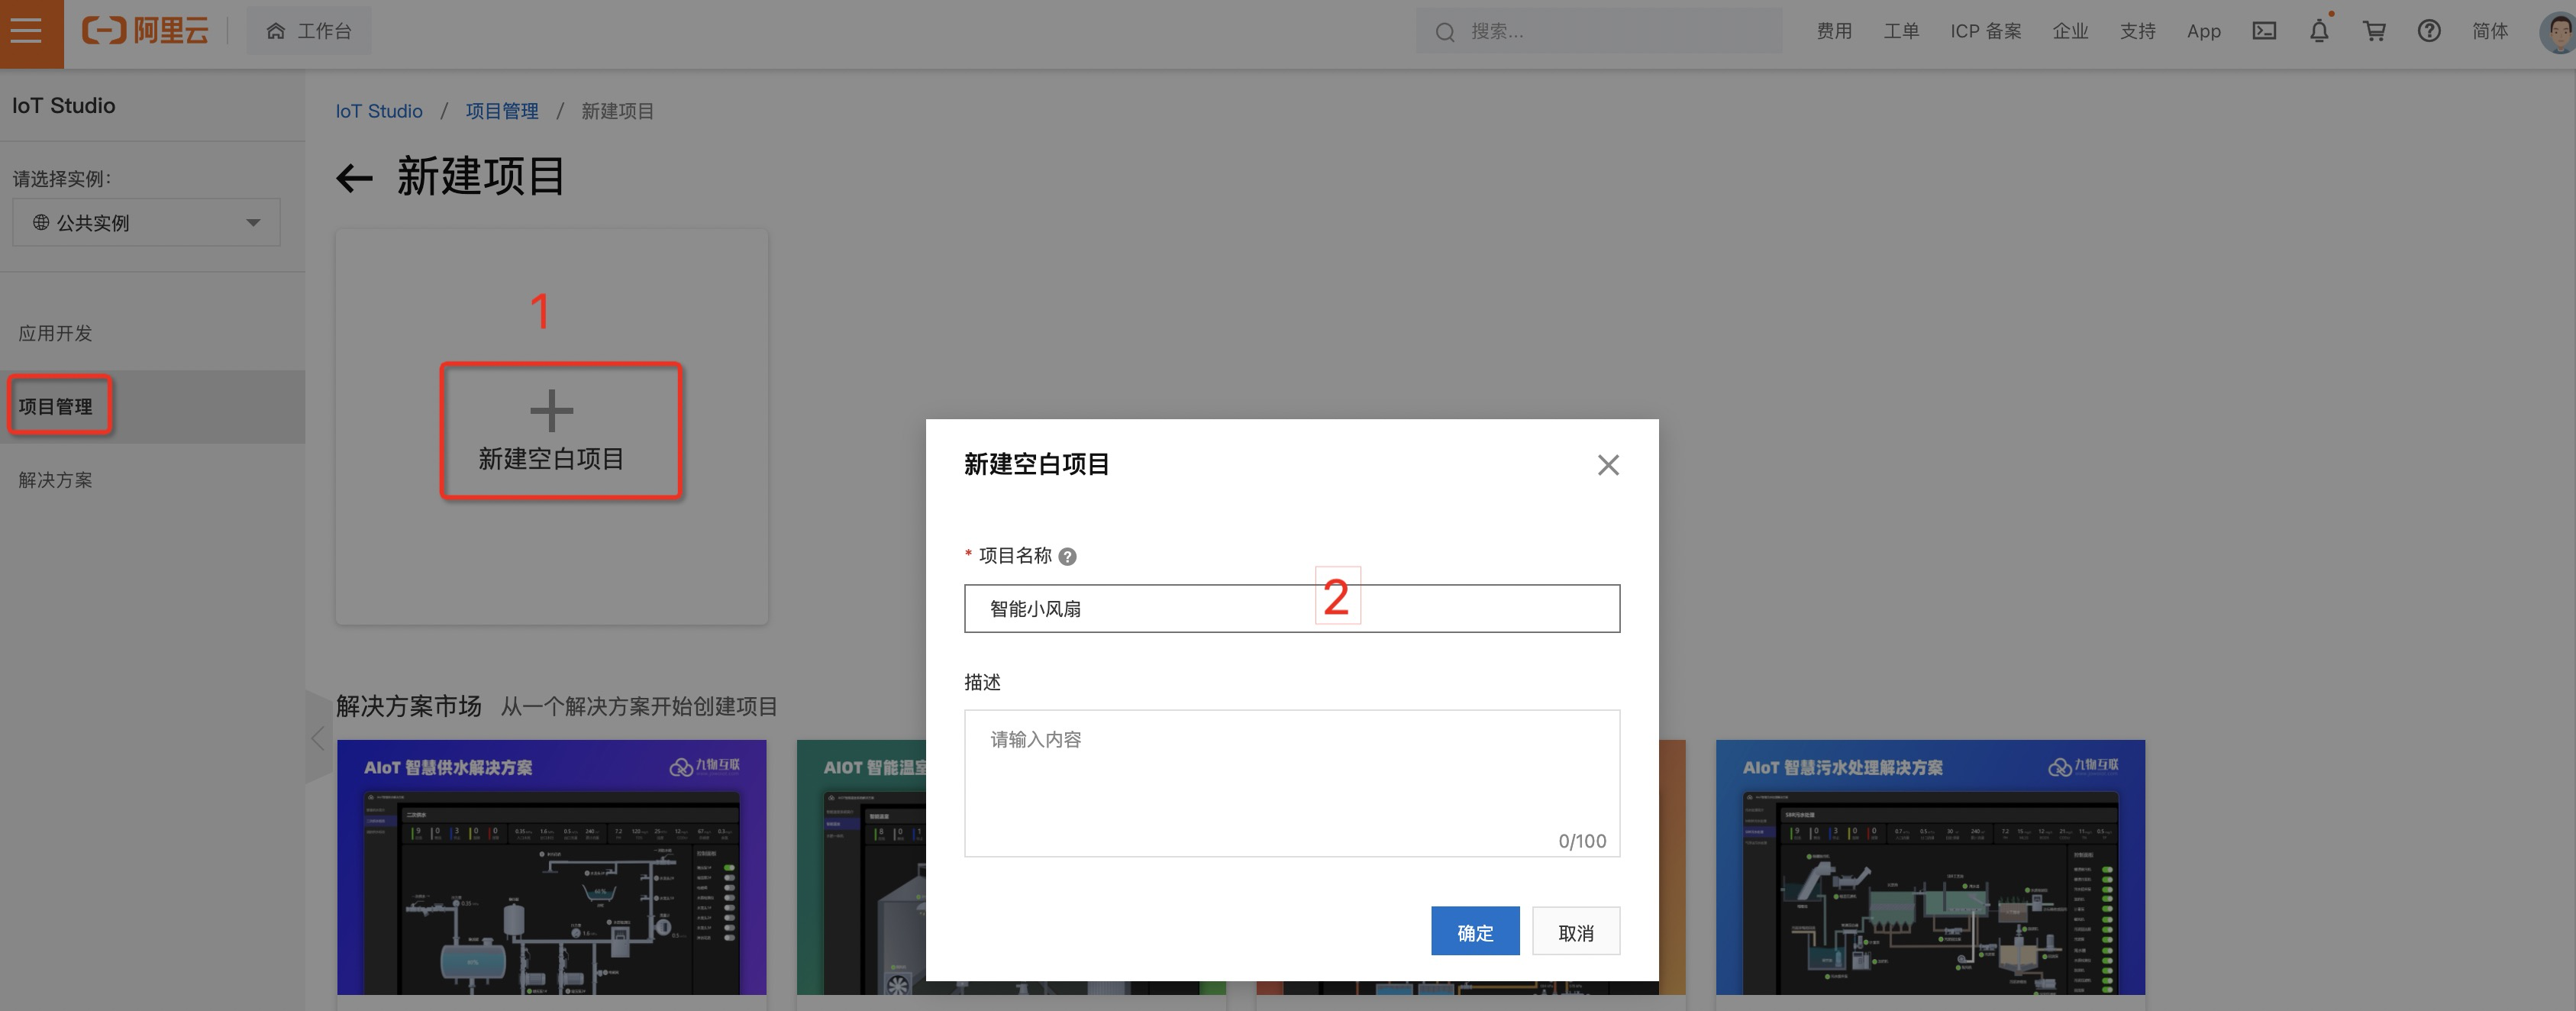 阿里云
工作台
搜索...
费用
工单
ICP 备案
企业
支持
App
简体
IoT Studio
请选择实例：
公共实例
应用开发
项目管理
解决方案
IoT Studio / 项目管理 / 新建项目
新建项目
1
新建空白项目
新建空白项目
* 项目名称
2
智能小风扇
描述
请输入内容
0/100
确定
取消
解决方案市场 从一个解决方案开始创建项目
AIoT 智慧供水解决方案
九物互联
AIOT 智能温室
AIoT 智慧污水处理解决方案
九物互联